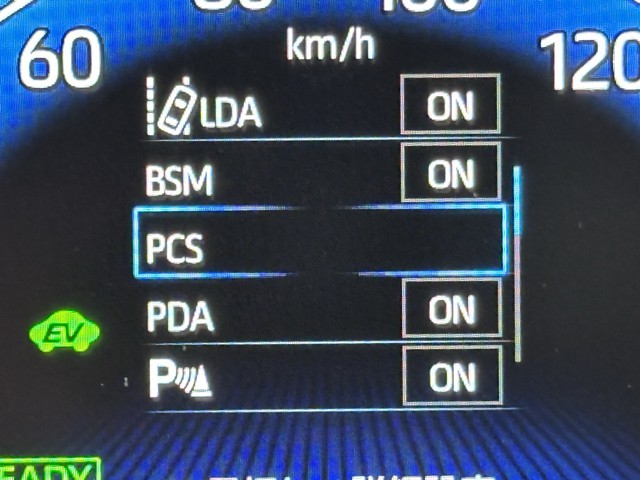 60
km/h
120
LDA ON
BSM ON
PCS
PDA ON
EV
P ON